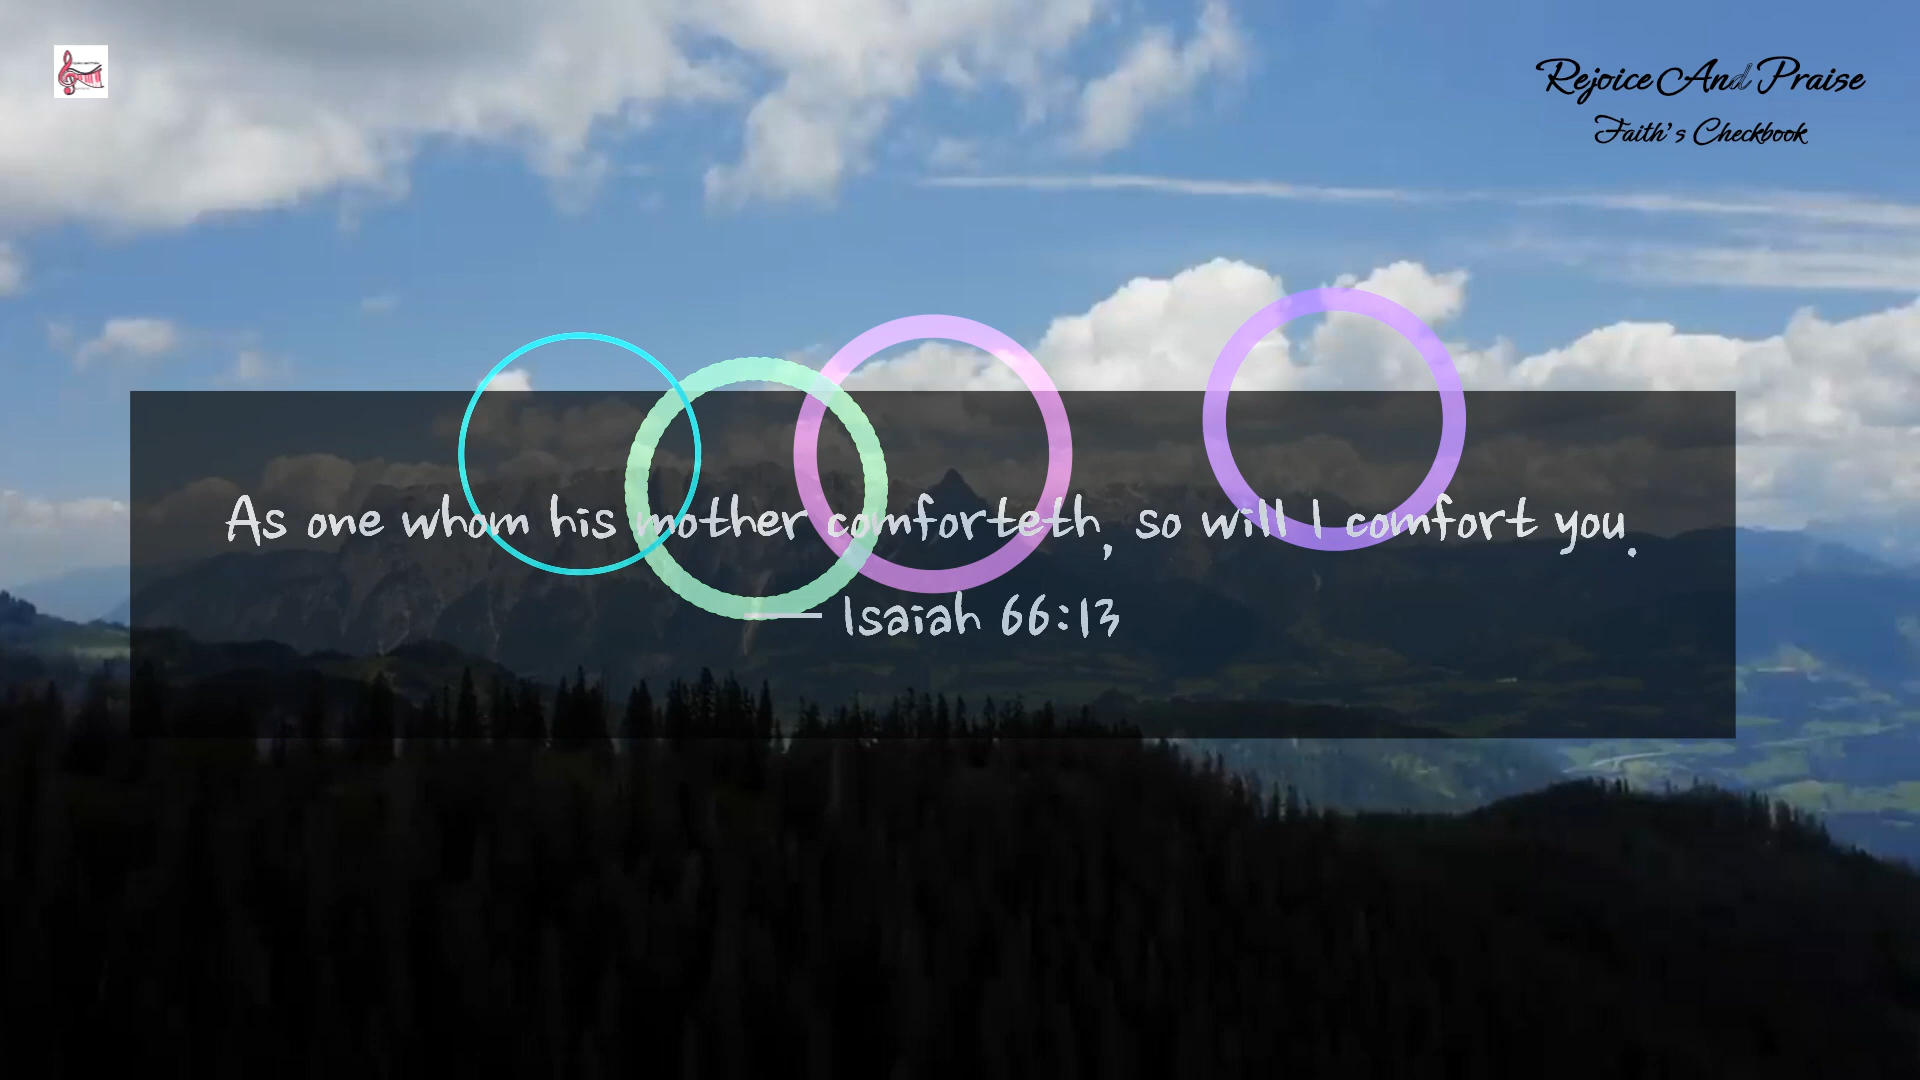 Rejoice And Praise
Faith's Checkbook
As one whom his mother comforteth, so will I comfort you.
— Isaiah 66:13